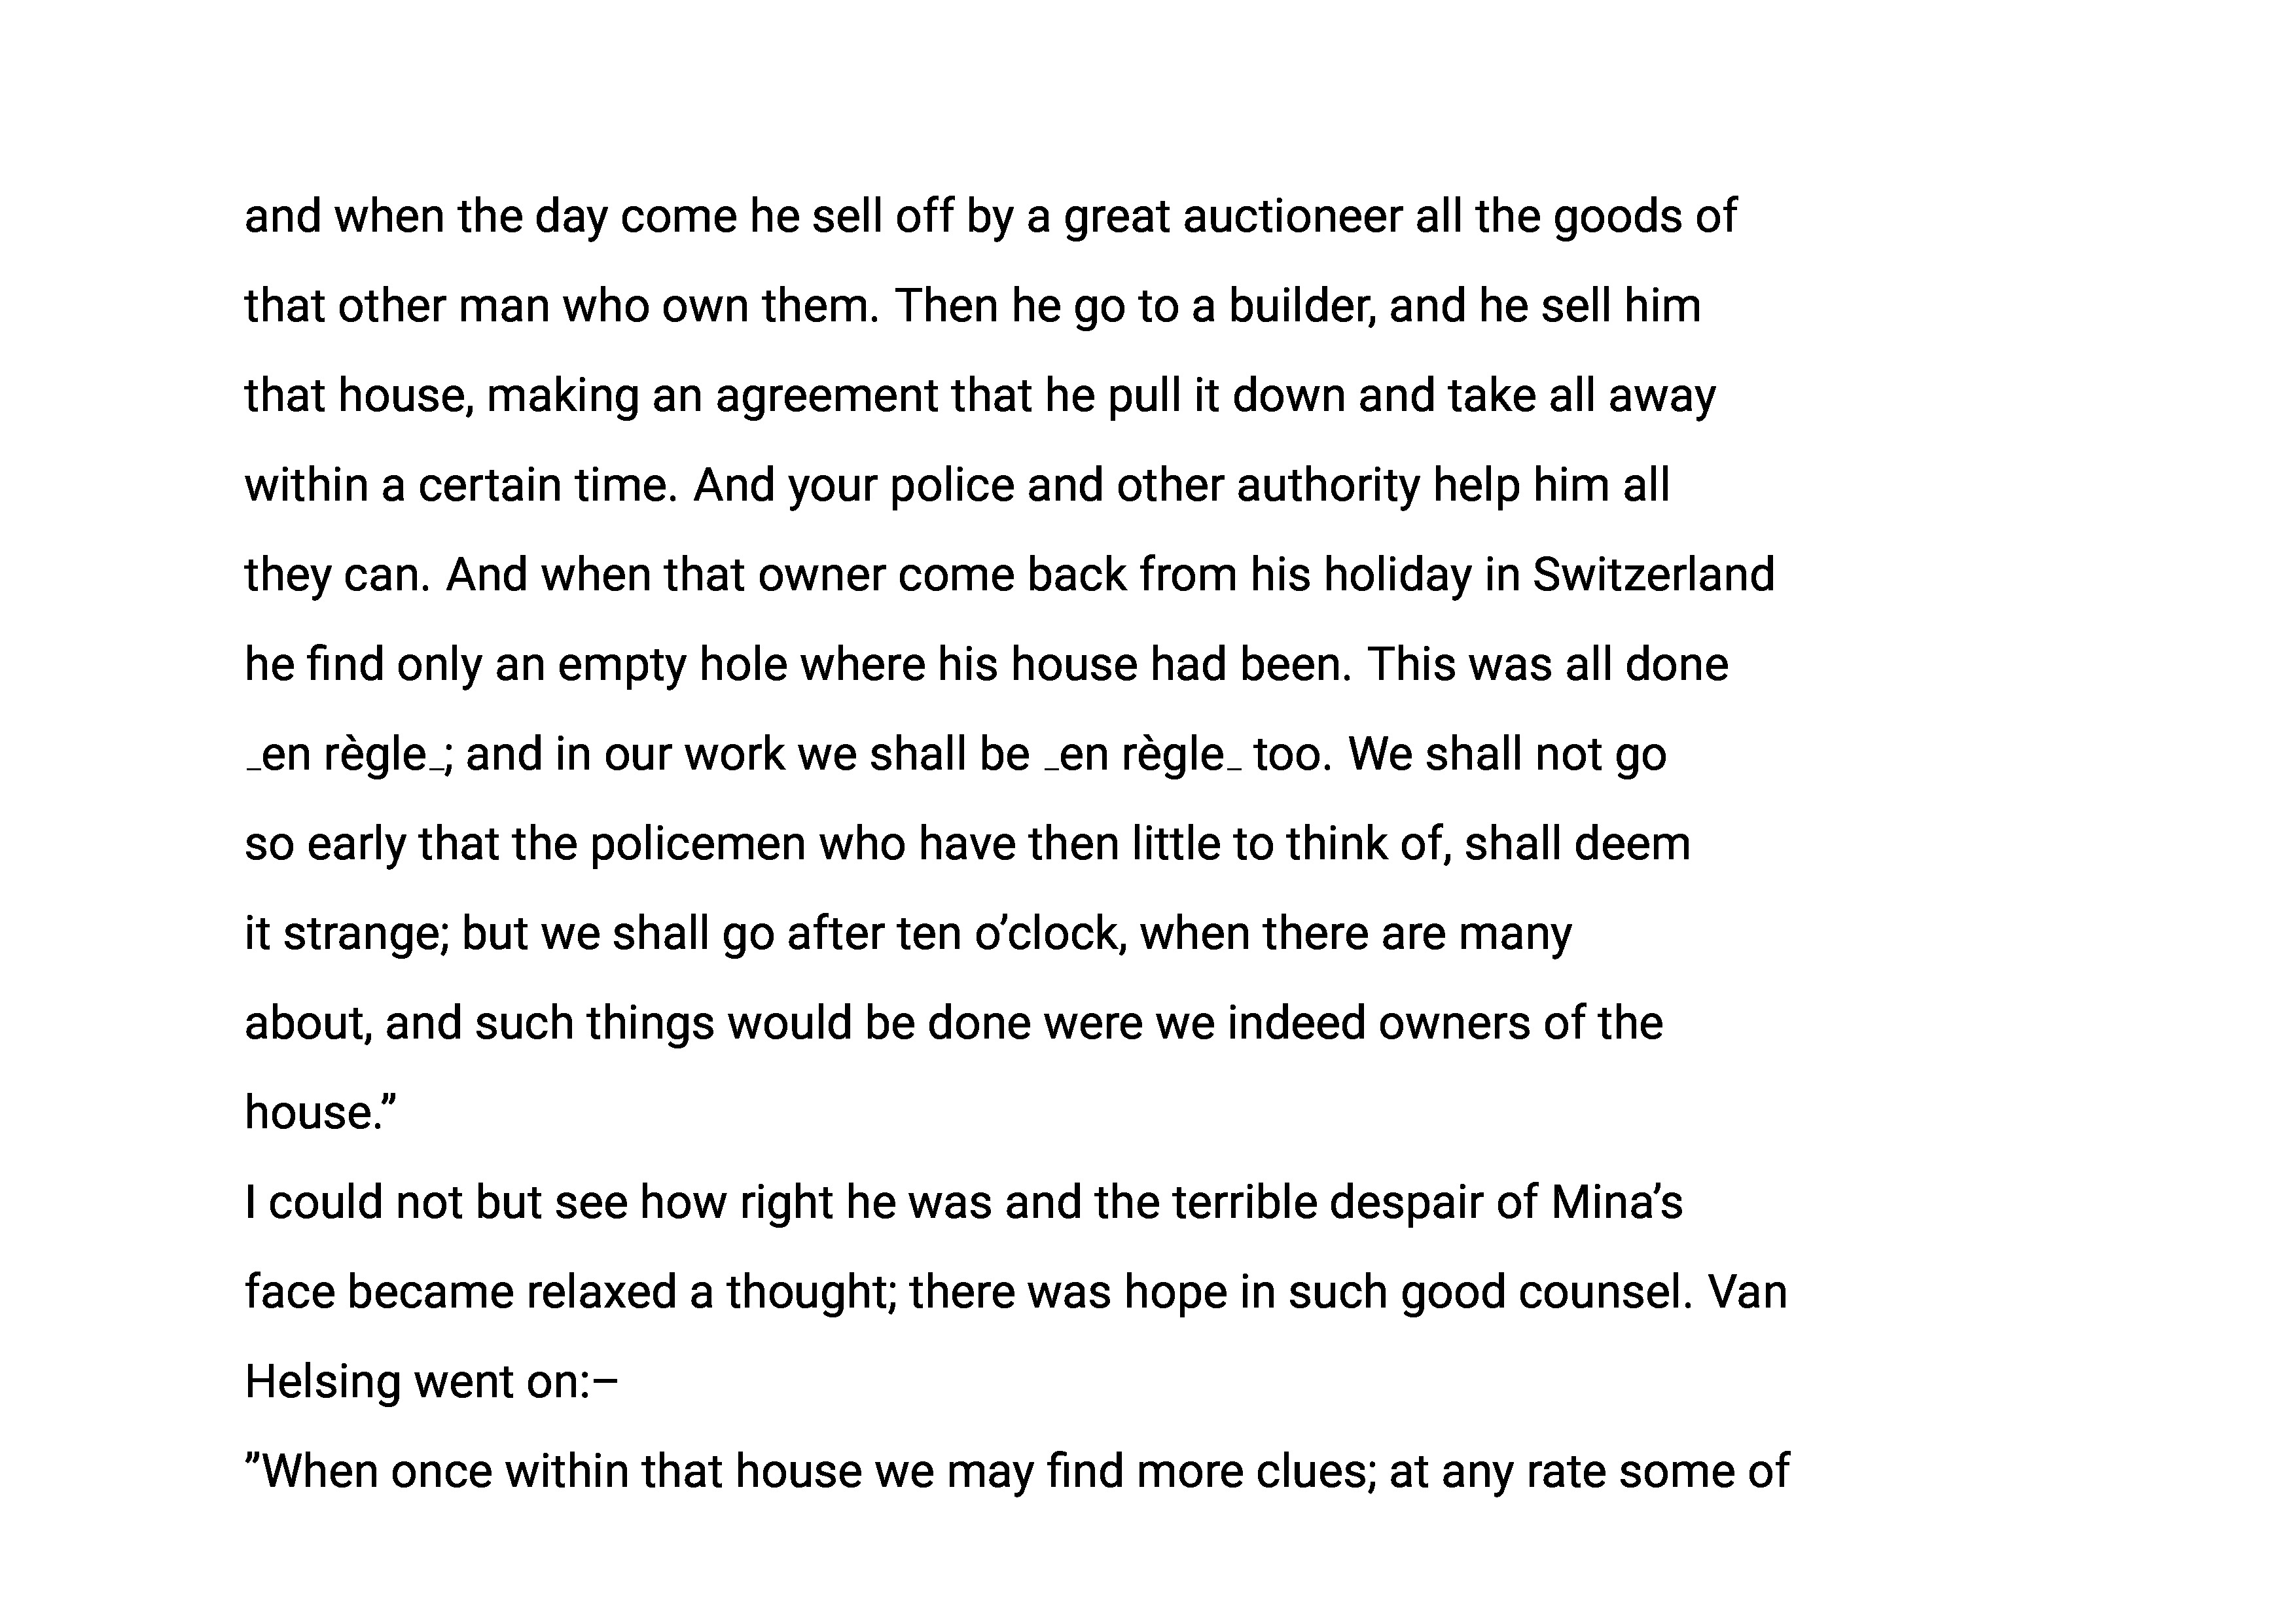 and when the day come he sell off by a great auctioneer all the goods of
that other man who own them. Then he go to a builder, and he sell him
that house, making an agreement that he pull it down and take all away
within a certain time. And your police and other authority help him all
they can. And when that owner come back from his holiday in Switzerland
he find only an empty hole where his house had been. This was all done
_en règle_; and in our work we shall be _en règle_ too. We shall not go
so early that the policemen who have then little to think of, shall deem
it strange; but we shall go after ten o’clock, when there are many
about, and such things would be done were we indeed owners of the
house.”
I could not but see how right he was and the terrible despair of Mina’s
face became relaxed a thought; there was hope in such good counsel. Van
Helsing went on:–
”When once within that house we may find more clues; at any rate some of